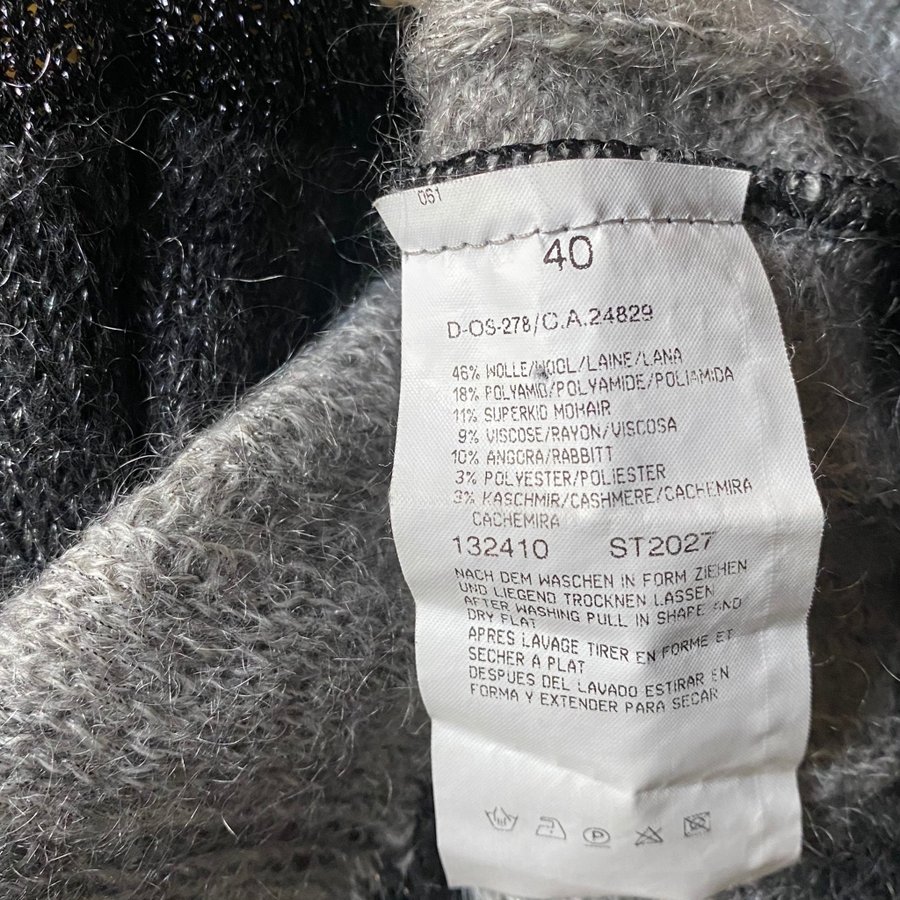 061
40
D-OS-278/C.A.24829
46% WOLLE/WOOL/LAINE/LANA
18% POLYAMID/POLYAMIDE/POLIAMIDA
11% SUPERKID MOHAIR
9% VISCOSE/RAYON/VISCOSA
10% ANGORA/RABBITT
3% POLYESTER/POLIESTER
3% KASCHMIR/CASHMERE/CACHEMIRA
CACHEMIRA
132410 ST2027
NACH DEM WASCHEN IN FORM ZIEHEN
UND LIEGEND TROCKNEN LASSEN
AFTER WASHING PULL IN SHAPE AND
DRY FLAT
APRES LAVAGE TIRER EN FORME ET
SECHER A PLAT
DESPUES DEL LAVADO ESTIRAR EN
FORMA Y EXTENDER PARA SECAR
P